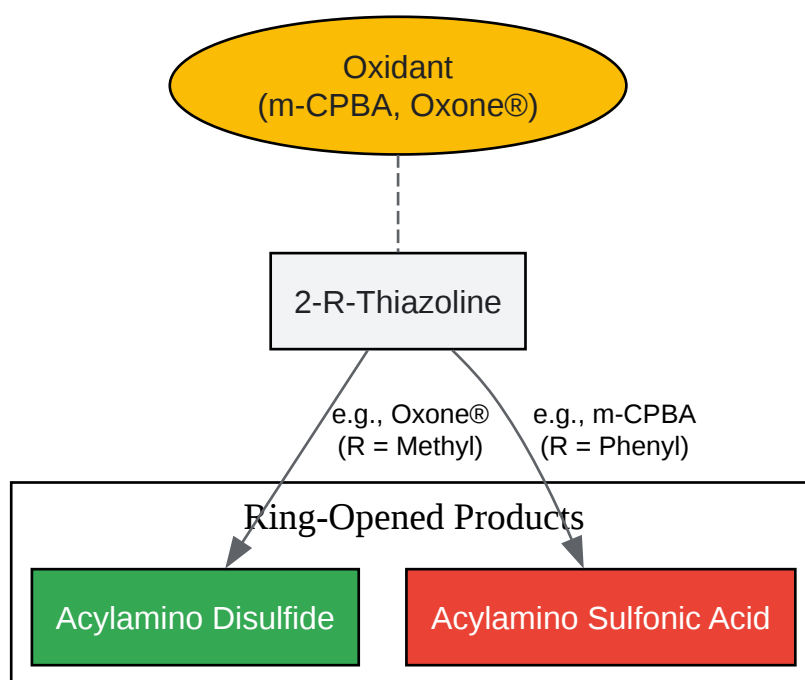 Oxidant
(m-CPBA, Oxone®)
2-R-Thiazoline
e.g., Oxone®
(R = Methyl)
e.g., m-CPBA
(R = Phenyl)
Ring-Opened Products
Acylamino Disulfide
Acylamino Sulfonic Acid